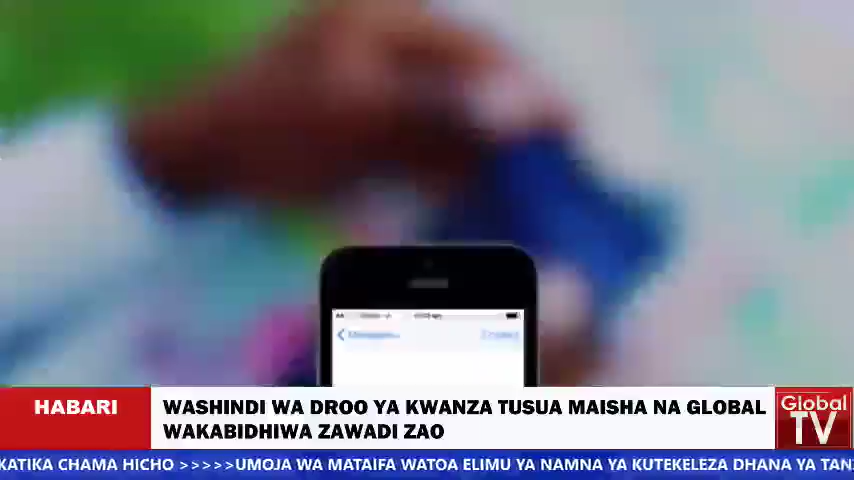 HABARI
WASHINDI WA DROO YA KWANZA TUSUA MAISHA NA GLOBAL
WAKABIDHIWA ZAWADI ZAO
Global
TV
KATIKA CHAMA HICHO >>>>>UMOJA WA MATAIFA WATOA ELIMU YA NAMNA YA KUTEKELEZA DHANA YA TAN